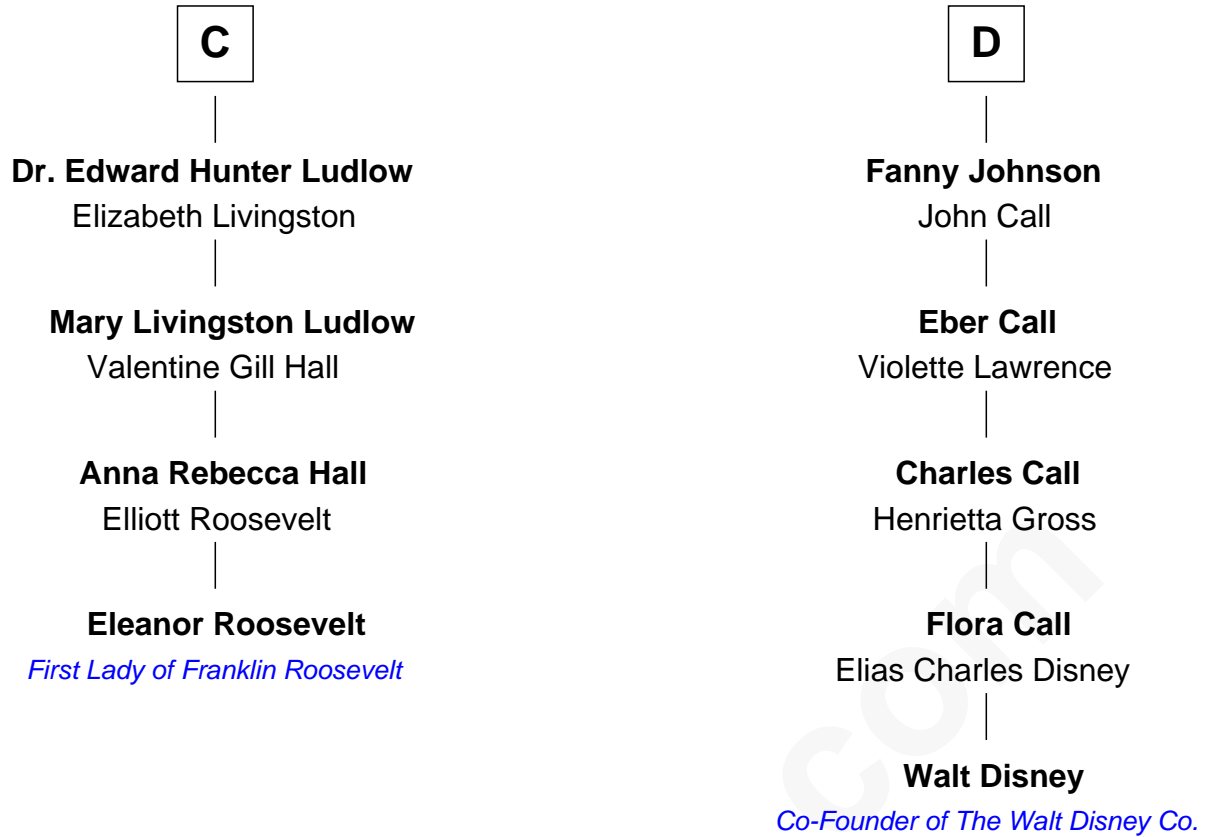 C
Dr. Edward Hunter Ludlow
Elizabeth Livingston
Mary Livingston Ludlow
Valentine Gill Hall
Anna Rebecca Hall
Elliott Roosevelt
Eleanor Roosevelt
First Lady of Franklin Roosevelt
D
Fanny Johnson
John Call
Eber Call
Violette Lawrence
Charles Call
Henrietta Gross
Flora Call
Elias Charles Disney
Walt Disney
Co-Founder of The Walt Disney Co.
com